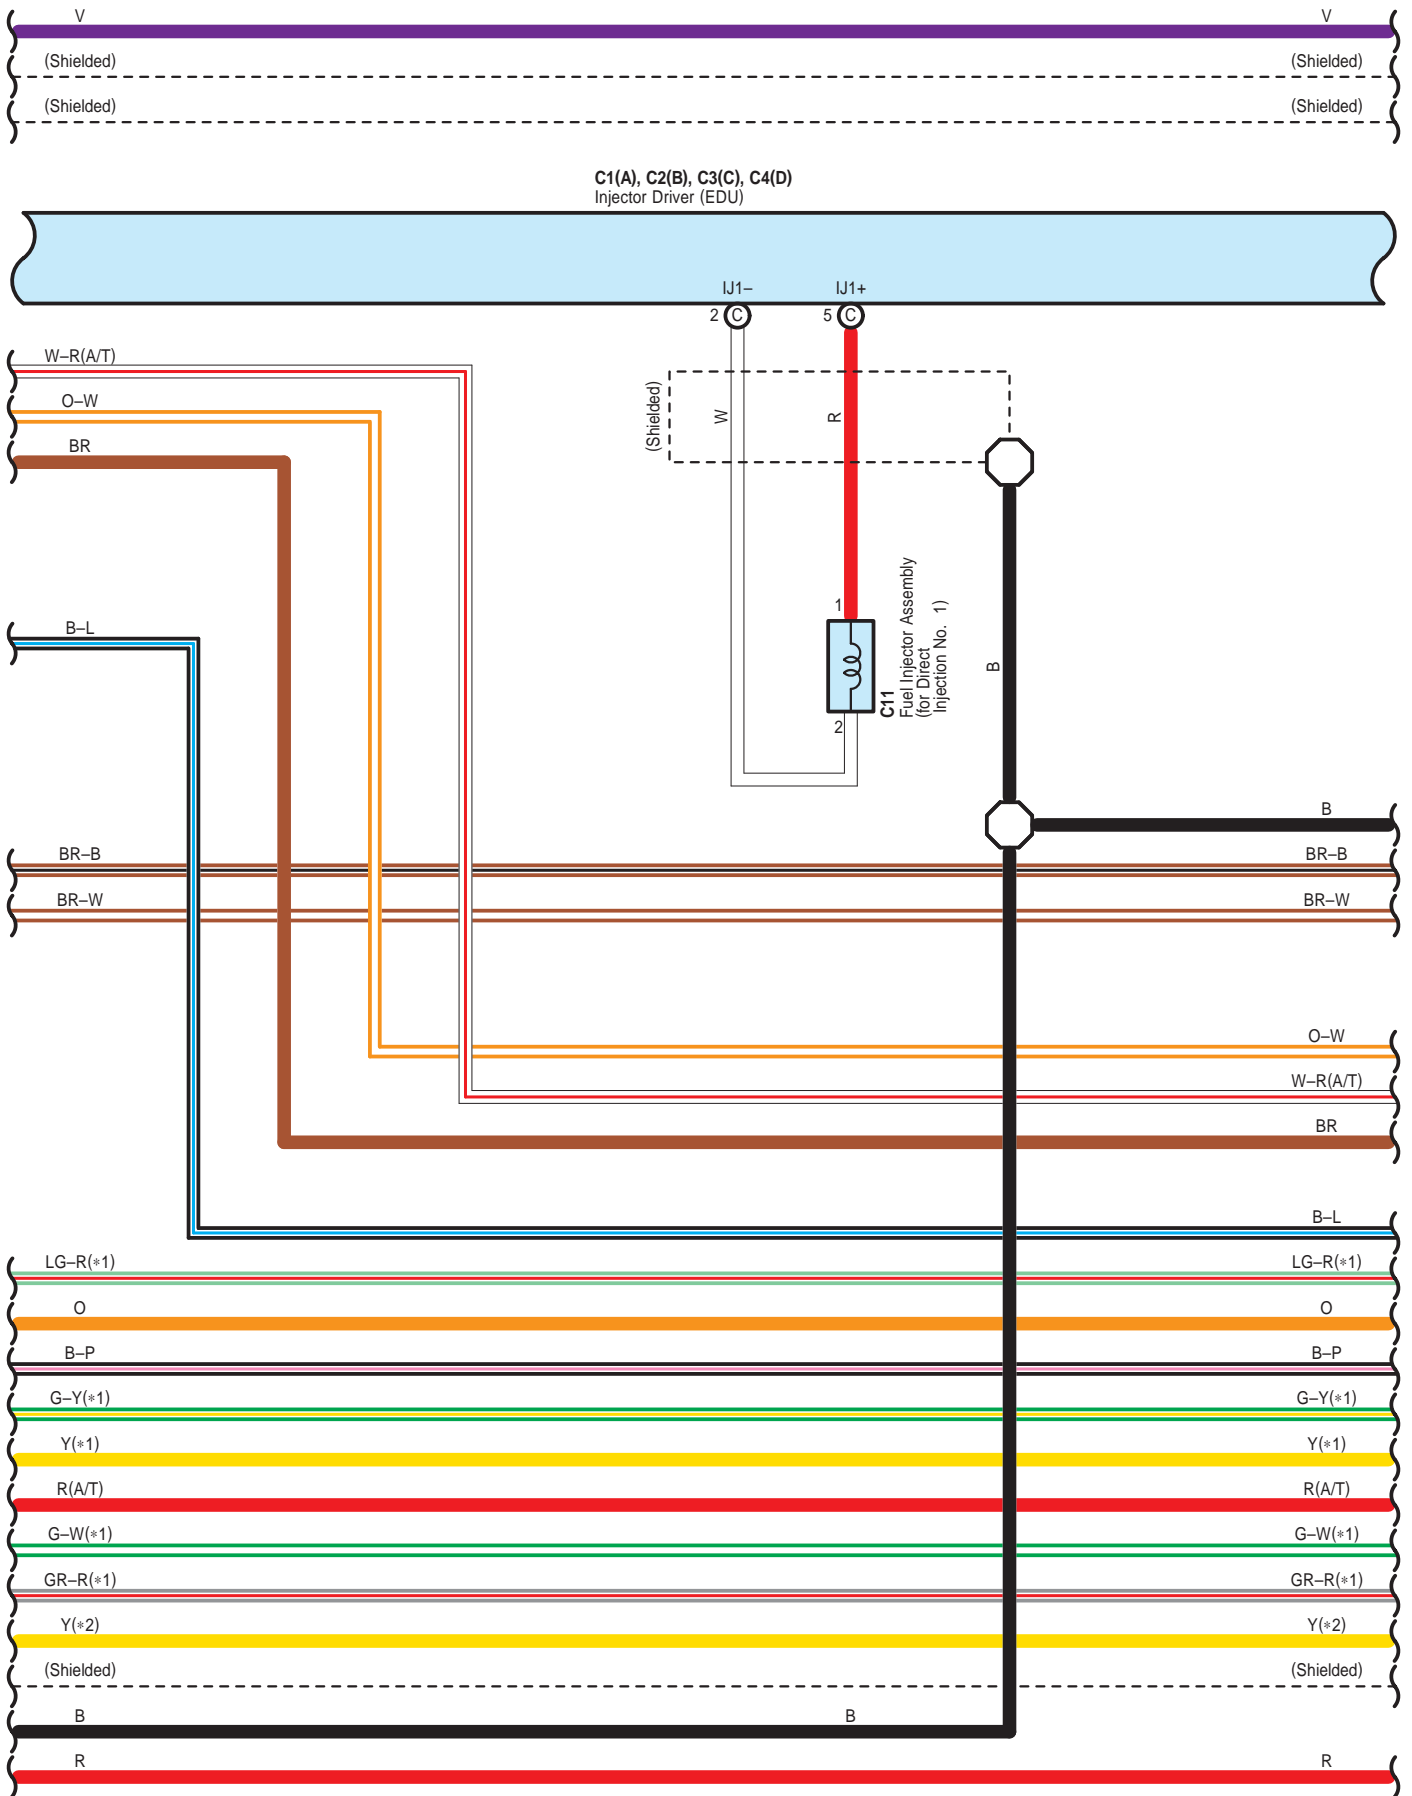 V V
(Shielded) (Shielded)
(Shielded) (Shielded)
C1(A), C2(B), C3(C), C4(D)
Injector Driver (EDU)
IJ1– IJ1+
2 C 5 C
W–R(A/T)
O–W
BR
(Shielded)
W
R
1
C11
Fuel Injector Assembly
(for Direct
Injection No. 1)
2
B
B–L
B
BR–B BR–B
BR–W BR–W
O–W
W–R(A/T)
BR
B–L
LG–R(*1) LG–R(*1)
O O
B–P B–P
G–Y(*1) G–Y(*1)
Y(*1) Y(*1)
R(A/T) R(A/T)
G–W(*1) G–W(*1)
GR–R(*1) GR–R(*1)
Y(*2) Y(*2)
(Shielded) (Shielded)
B B
R R